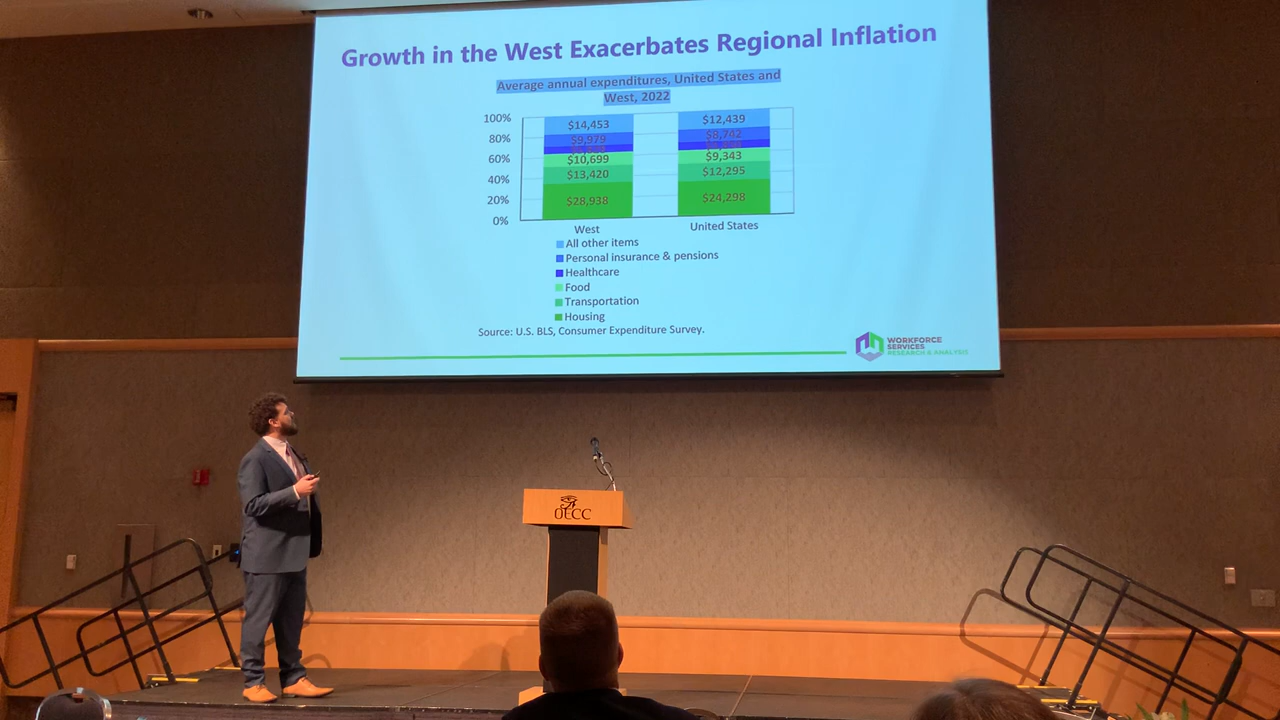 Growth in the West Exacerbates Regional Inflation
Average annual expenditures, United States and
West, 2022
100%
80%
60%
40%
20%
0%
$14,453
$9,979
$10,699
$13,420
$28,938
$12,439
$8,742
$9,343
$12,295
$24,298
West
United States
All other items
Personal insurance & pensions
Healthcare
Food
Transportation
Housing
Source: U.S. BLS, Consumer Expenditure Survey.
WORKFORCE
SERVICES
RESEARCH & ANALYSIS
OECC